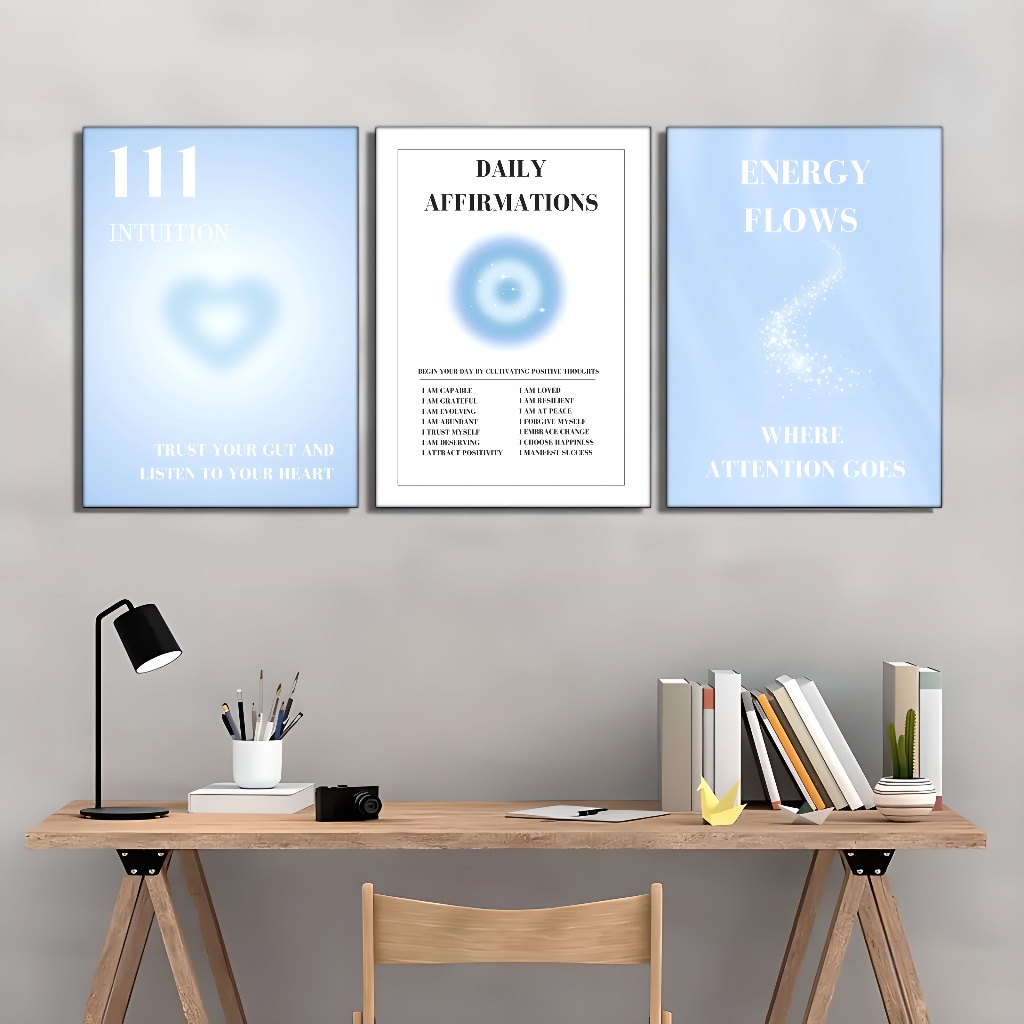 111
INTUITION
TRUST YOUR GUT AND
LISTEN TO YOUR HEART
DAILY
AFFIRMATIONS
BEGIN YOUR DAY BY CULTIVATING POSITIVE THOUGHTS
I AM CAPABLE
I AM GRATEFUL
I AM EVOLVING
I AM ABUNDANT
I TRUST MYSELF
I AM DESERVING
I ATTRACT POSITIVITY
I AM LOVED
I AM RESILIENT
I AM AT PEACE
I FORGIVE MYSELF
I EMBRACE CHANGE
I CHOOSE HAPPINESS
I MANIFEST SUCCESS
ENERGY
FLOWS
WHERE
ATTENTION GOES